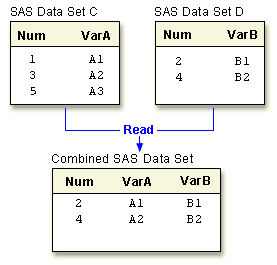 SAS Data Set C
Num VarA
1 A1
3 A2
5 A3
SAS Data Set D
Num VarB
2 B1
4 B2
Read
Combined SAS Data Set
Num VarA VarB
2 A1 B1
4 A2 B2